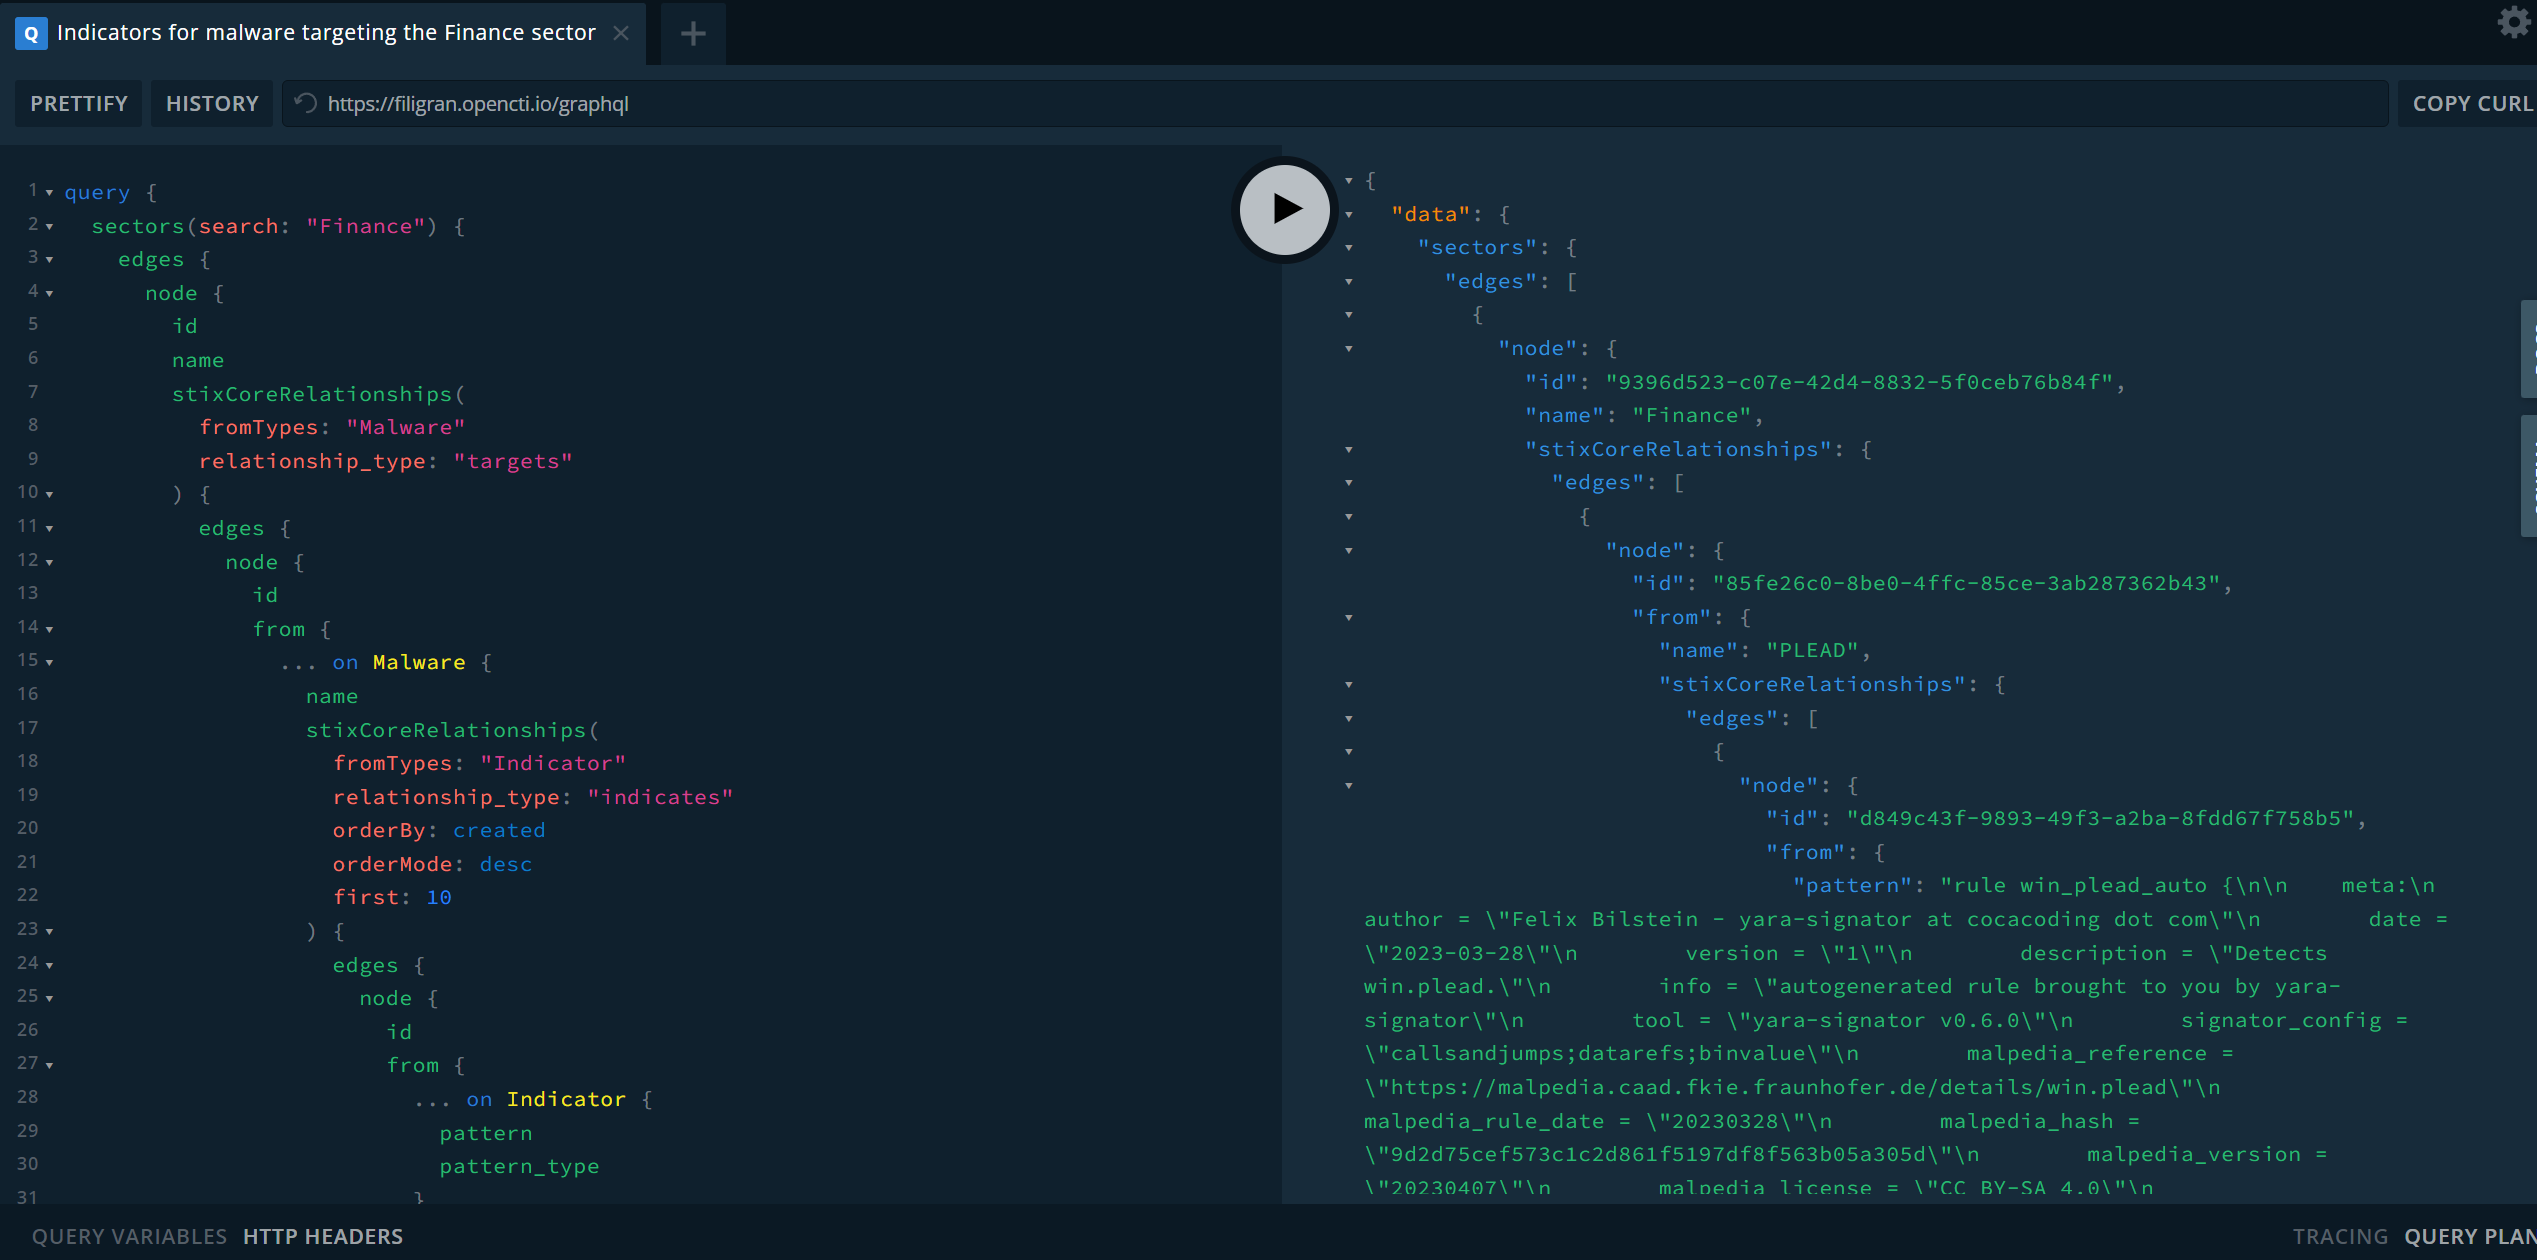 Q Indicators for malware targeting the Finance sector × +
PRETTIFY HISTORY https://filigran.opencti.io/graphql COPY CURL
1 query {
2 sectors(search: "Finance") {
3 edges {
4 node {
5 id
6 name
7 stixCoreRelationships(
8 fromTypes: "Malware"
9 relationship_type: "targets"
10 ) {
11 edges {
12 node {
13 id
14 from {
15 ... on Malware {
16 name
17 stixCoreRelationships(
18 fromTypes: "Indicator"
19 relationship_type: "indicates"
20 orderBy: created
21 orderMode: desc
22 first: 10
23 ) {
24 edges {
25 node {
26 id
27 from {
28 ... on Indicator {
29 pattern
30 pattern_type
31 }
{
"data": {
"sectors": {
"edges": [
{
"node": {
"id": "9396d523-c07e-42d4-8832-5f0ceb76b84f",
"name": "Finance",
"stixCoreRelationships": {
"edges": [
{
"node": {
"id": "85fe26c0-8be0-4ffc-85ce-3ab287362b43",
"from": {
"name": "PLEAD",
"stixCoreRelationships": {
"edges": [
{
"node": {
"id": "d849c43f-9893-49f3-a2ba-8fdd67f758b5",
"from": {
"pattern": "rule win_plead_auto {\n\n    meta:\n
author = \"Felix Bilstein - yara-signator at cocacoding dot com\"\n        date =
\"2023-03-28\"\n        version = \"1\"\n        description = \"Detects
win.plead.\"\n        info = \"autogenerated rule brought to you by yara-
signator\"\n        tool = \"yara-signator v0.6.0\"\n        signator_config =
\"callsandjumps;datarefs;binvalue\"\n        malpedia_reference =
\"https://malpedia.caad.fkie.fraunhofer.de/details/win.plead\"\n
malpedia_rule_date = \"20230328\"\n        malpedia_hash =
\"9d2d75cef573c1c2d861f5197df8f563b05a305d\"\n        malpedia_version =
\"20230407\"\n        malpedia_license = \"CC BY-SA 4.0\"\n
QUERY VARIABLES HTTP HEADERS
TRACING QUERY PLAN